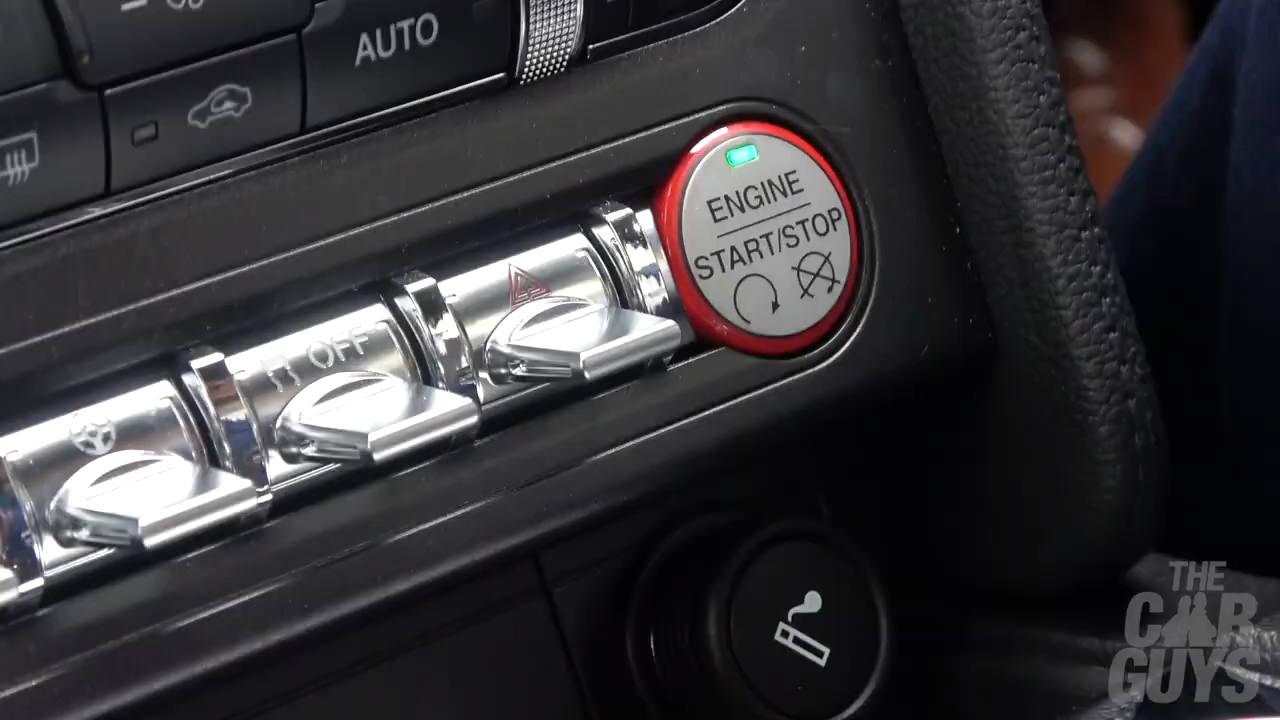 AUTO
ENGINE
START/STOP
OFF
THE
CAR
GUYS